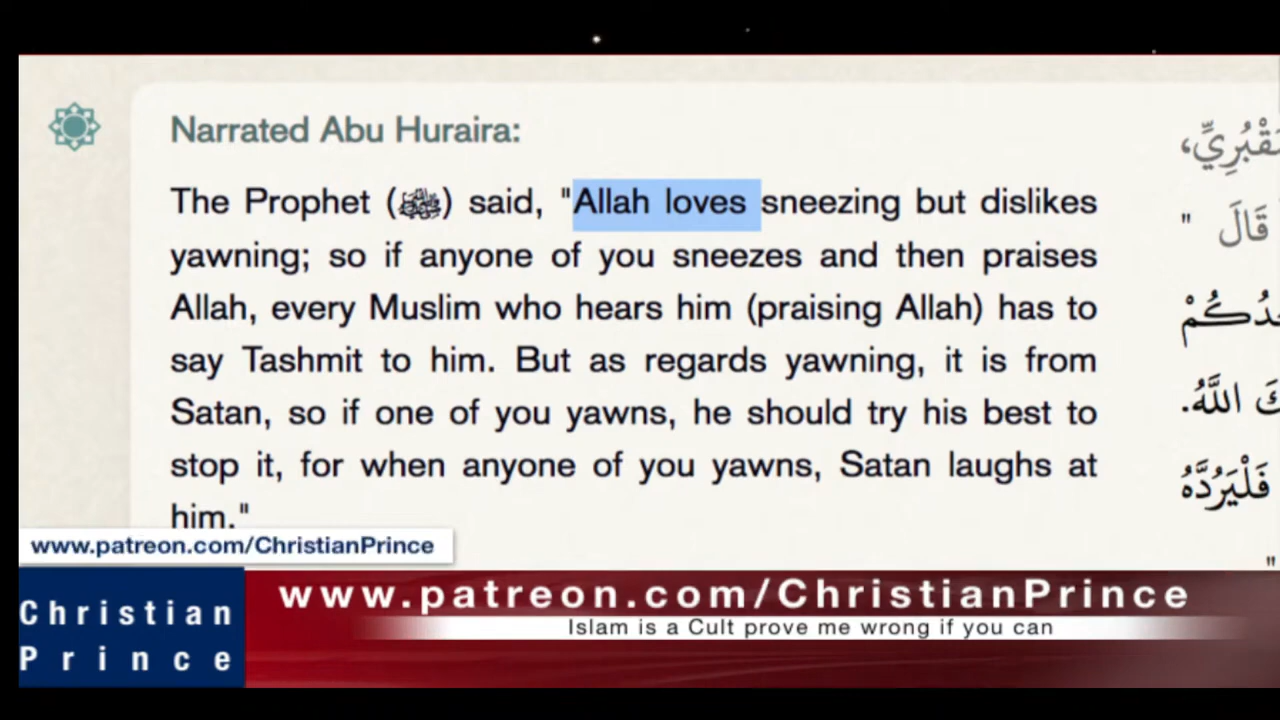 Narrated Abu Huraira:
The Prophet (ﷺ) said, "Allah loves sneezing but dislikes
yawning; so if anyone of you sneezes and then praises
Allah, every Muslim who hears him (praising Allah) has to
say Tashmit to him. But as regards yawning, it is from
Satan, so if one of you yawns, he should try his best to
stop it, for when anyone of you yawns, Satan laughs at
him."
قَالَ "
كَ اللَّهُ.
فَلْيَرُدَّهُ
"
www.patreon.com/ChristianPrince
www.patreon.com/ChristianPrince
Islam is a Cult prove me wrong if you can
Christian
Prince